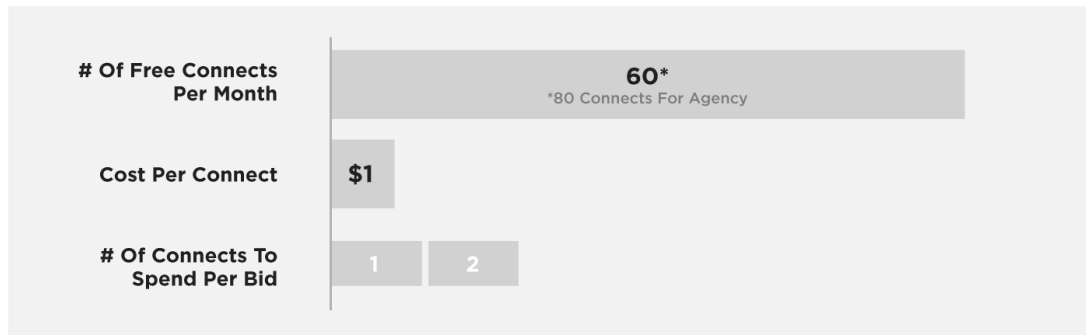 # Of Free Connects
Per Month
60*
*80 Connects For Agency
Cost Per Connect
$1
# Of Connects To
Spend Per Bid
1 2